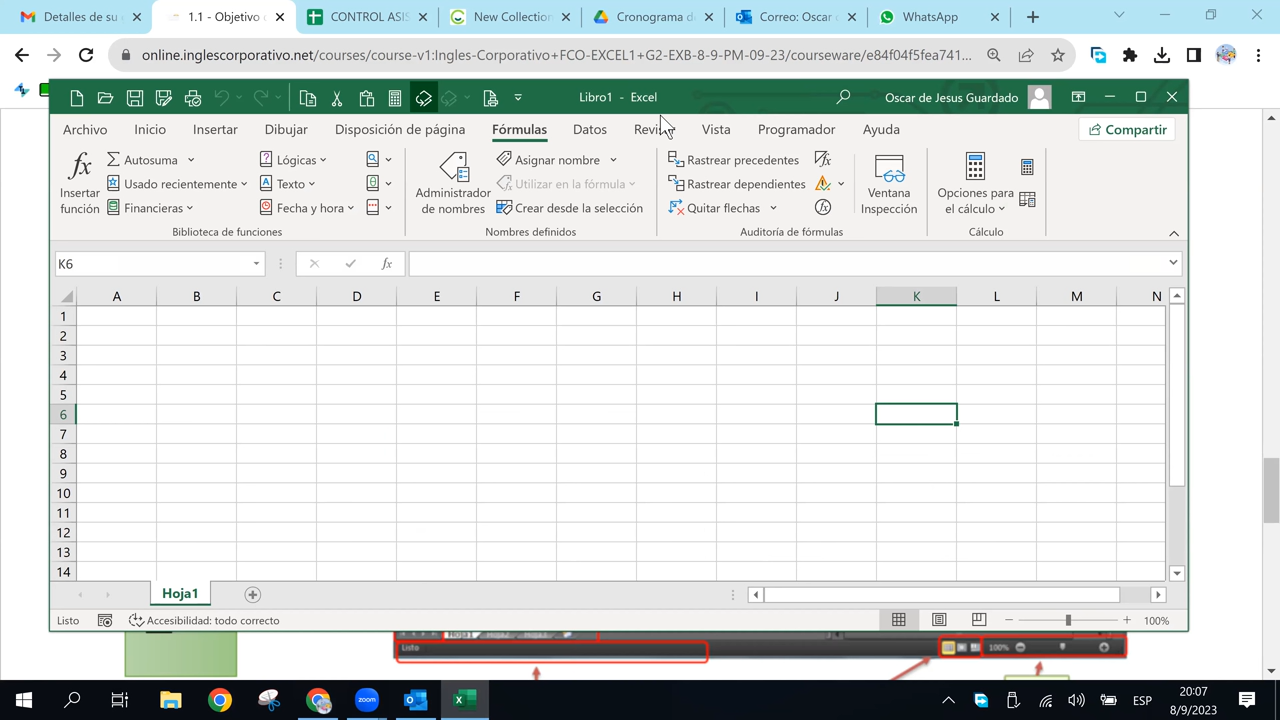 Detalles de su
1.1 - Objetivo
CONTROL ASIS
New Collection
Cronograma de
Correo: Oscar
WhatsApp
online.inglescorporativo.net/courses/course-v1:Ingles-Corporativo+FCO-EXCEL1+G2-EXB-8-9-PM-09-23/courseware/e84f04f5fea741...
Libro1 - Excel
Oscar de Jesus Guardado
Archivo Inicio Insertar Dibujar Disposición de página Fórmulas Datos Revisar Vista Programador Ayuda Compartir
fx Autosuma Lógicas Asignar nombre Rastrear precedentes
Insertar función Usado recientemente Texto Administrador de nombres Utilizar en la fórmula Rastrear dependientes Ventana Inspección Opciones para el cálculo
Financieras Fecha y hora Crear desde la selección Quitar flechas
Biblioteca de funciones Nombres definidos Auditoría de fórmulas Cálculo
K6 fx
A B C D E F G H I J K L M N
1
2
3
4
5
6
7
8
9
10
11
12
13
14
Hoja1
Listo Accesibilidad: todo correcto 100%
Hoja1 Hoja2 Hoja3
Listo 100%
zoom
ESP
20:07
8/9/2023